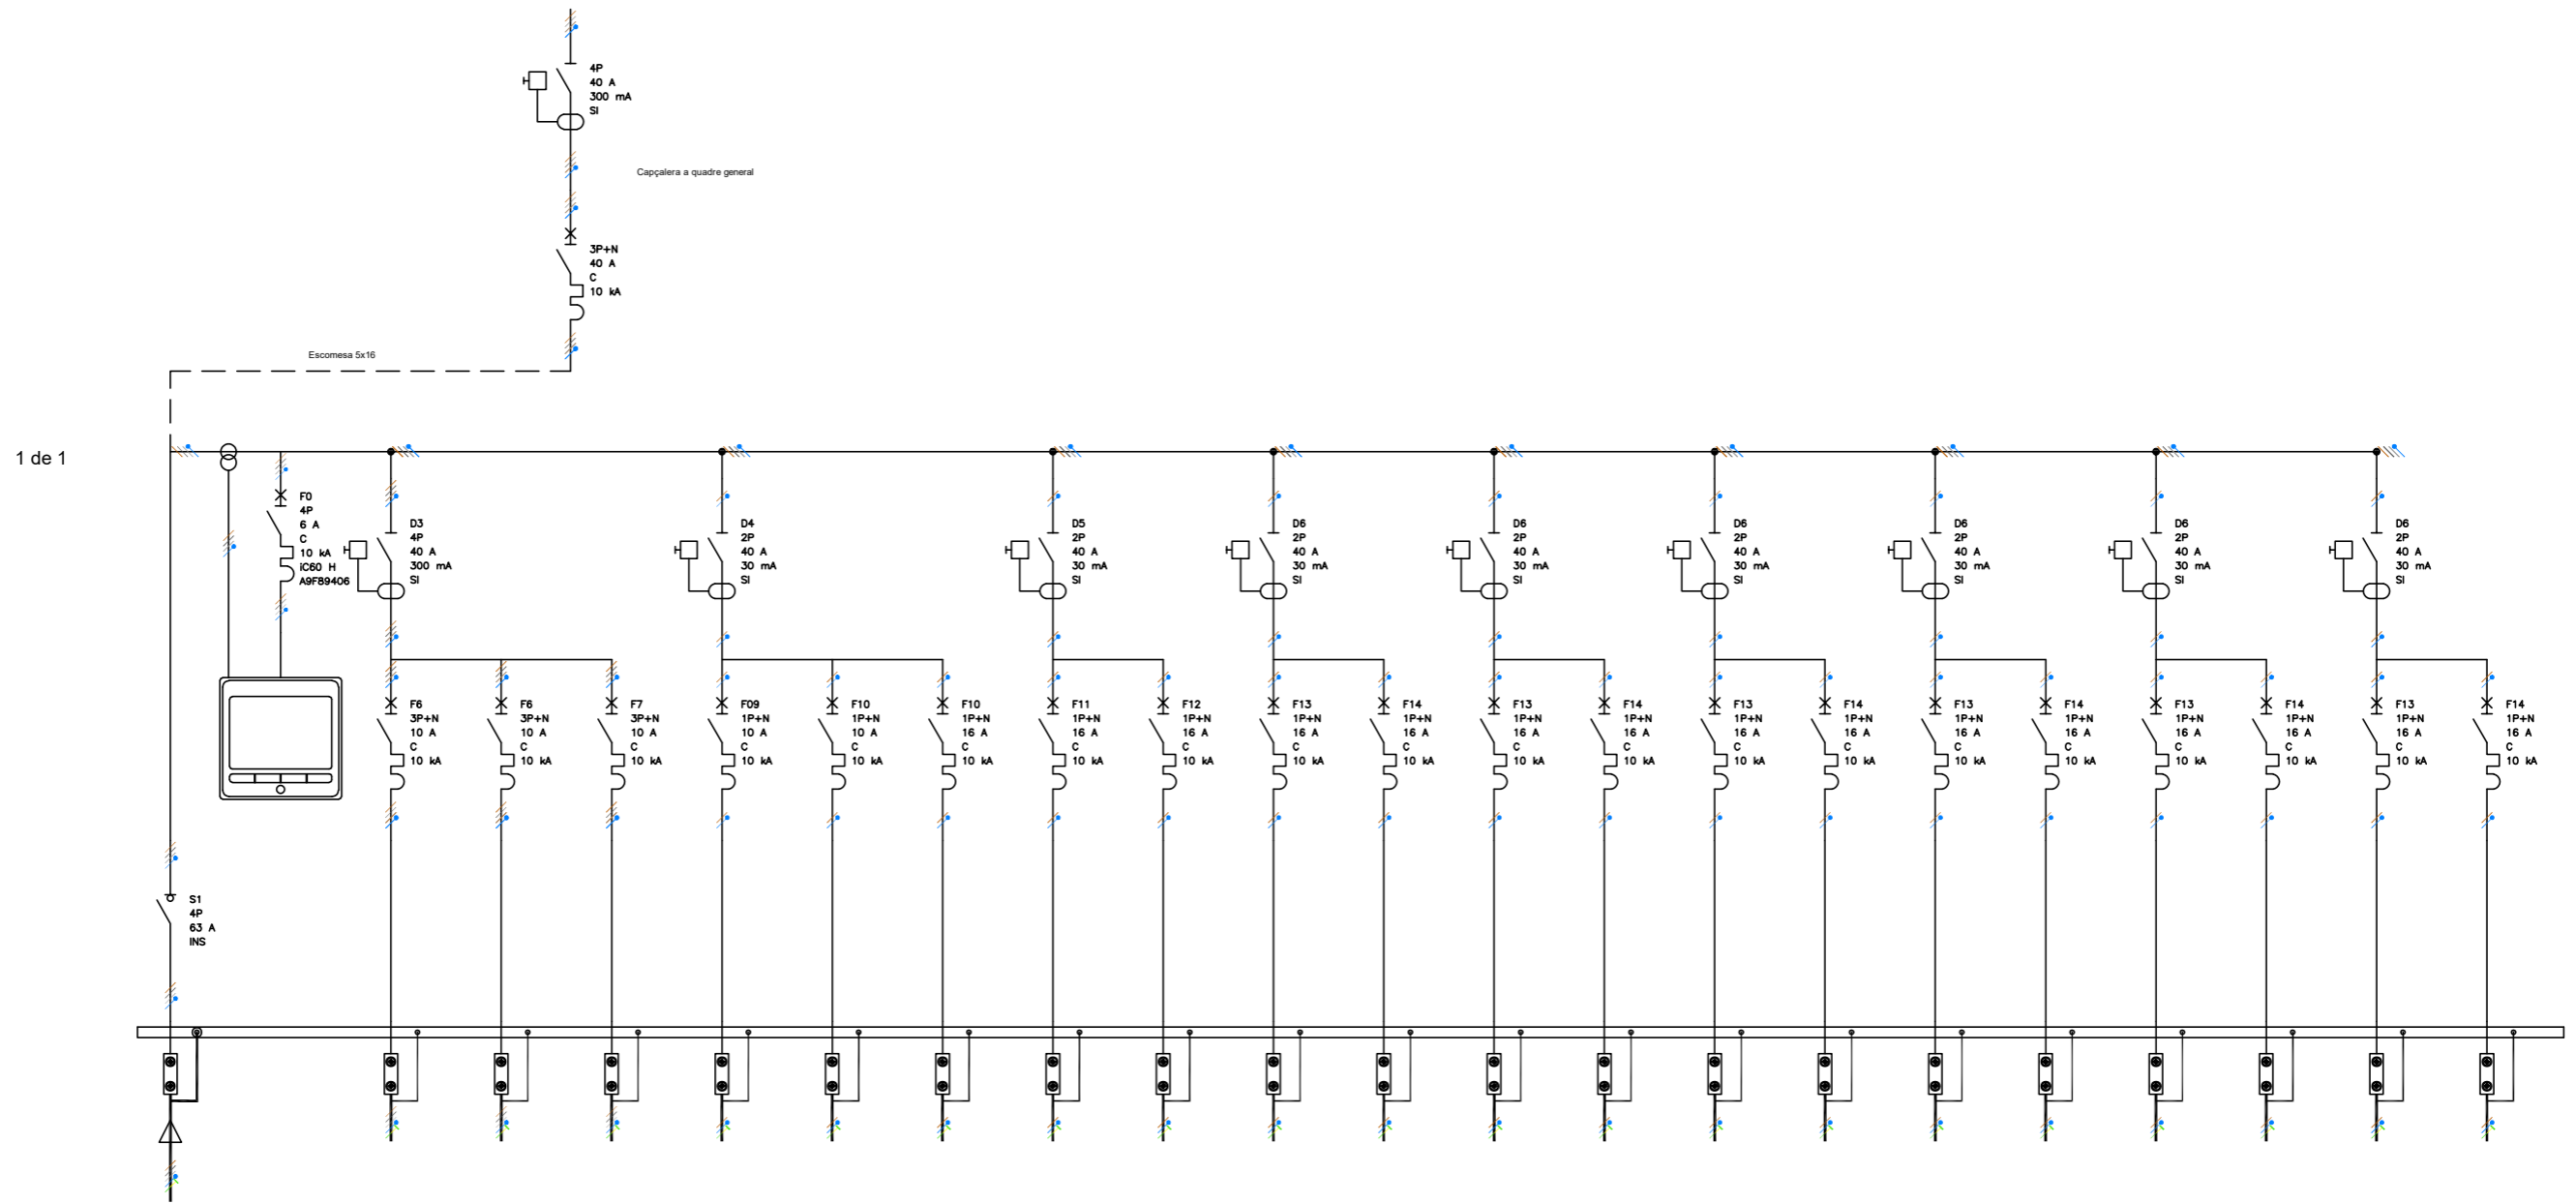 4P
40 A
300 mA
SI
Capçalera a quadre general
3P+N
40 A
C
10 kA
Escomesa 5x16
1 de 1
F0
4P
6 A
C
10 kA
iC60 H
A9F89406
D3
4P
40 A
300 mA
SI
D4
2P
40 A
30 mA
SI
D5
2P
40 A
30 mA
SI
D6
2P
40 A
30 mA
SI
D6
2P
40 A
30 mA
SI
D6
2P
40 A
30 mA
SI
D6
2P
40 A
30 mA
SI
D6
2P
40 A
30 mA
SI
D6
2P
40 A
30 mA
SI
F6
3P+N
10 A
C
10 kA
F6
3P+N
10 A
C
10 kA
F7
3P+N
10 A
C
10 kA
F09
1P+N
10 A
C
10 kA
F10
1P+N
10 A
C
10 kA
F10
1P+N
16 A
C
10 kA
F11
1P+N
16 A
C
10 kA
F12
1P+N
16 A
C
10 kA
F13
1P+N
16 A
C
10 kA
F14
1P+N
16 A
C
10 kA
F13
1P+N
16 A
C
10 kA
F14
1P+N
16 A
C
10 kA
F13
1P+N
16 A
C
10 kA
F14
1P+N
16 A
C
10 kA
F13
1P+N
16 A
C
10 kA
F14
1P+N
16 A
C
10 kA
F13
1P+N
16 A
C
10 kA
F14
1P+N
16 A
C
10 kA
F13
1P+N
16 A
C
10 kA
F14
1P+N
16 A
C
10 kA
S1
4P
63 A
INS